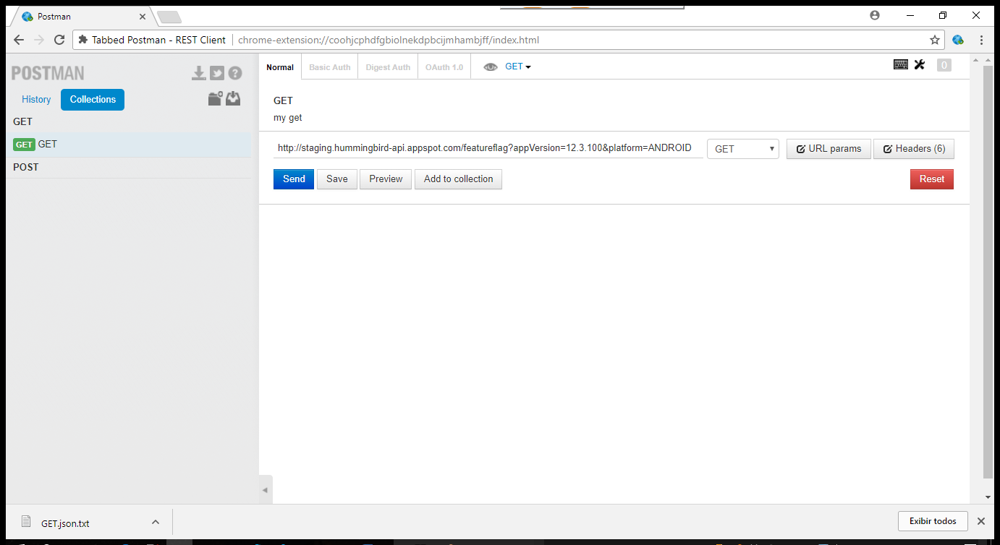 Postman
Tabbed Postman - REST Client chrome-extension://coohjcphdfgbiolnekdpbcijmhambjff/index.html
POSTMAN
Normal Basic Auth Digest Auth OAuth 1.0 GET 0
History Collections
GET
GET GET
POST
GET
my get
http://staging.hummingbird-api.appspot.com/featureflag?appVersion=12.3.100&platform=ANDROID GET URL params Headers (6)
Send Save Preview Add to collection Reset
GET.json.txt Exibir todos